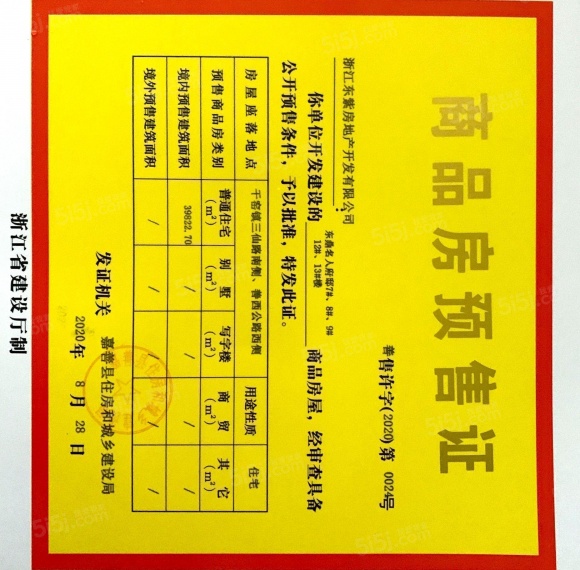 商品房预售证
善售许字(2020)第 0024号
浙江东紫房地产开发有限公司:
你单位开发建设的 东鼎名人府邸7#、8#、9#
12#、13#楼 商品房屋,经审查具备
公开预售条件,予以批准,特发此证。
房屋座落地点 干窑镇三仙路南侧、善西公路西侧 用途性质 住宅
预售商品房类别 普通住宅(m²) 别墅(m²) 写字楼(m²) 商贸(m²) 其它(m²)
境内预售建筑面积 39822.70 / / / /
境外预售建筑面积 / / / / /
发证机关 嘉善县住房和城乡建设局
2020年 8月 28日
浙江省建设厅制